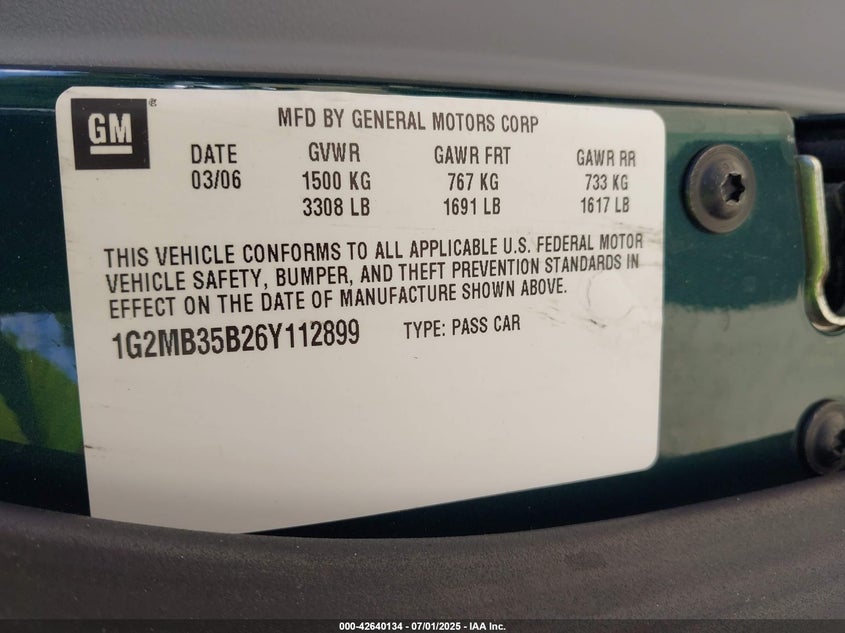 GM
MFD BY GENERAL MOTORS CORP
DATE GVWR GAWR FRT GAWR RR
03/06 1500 KG 767 KG 733 KG
3308 LB 1691 LB 1617 LB
THIS VEHICLE CONFORMS TO ALL APPLICABLE U.S. FEDERAL MOTOR
VEHICLE SAFETY, BUMPER, AND THEFT PREVENTION STANDARDS IN
EFFECT ON THE DATE OF MANUFACTURE SHOWN ABOVE.
1G2MB35B26Y112899 TYPE: PASS CAR
000-42640134 - 07/01/2025 - IAA Inc.